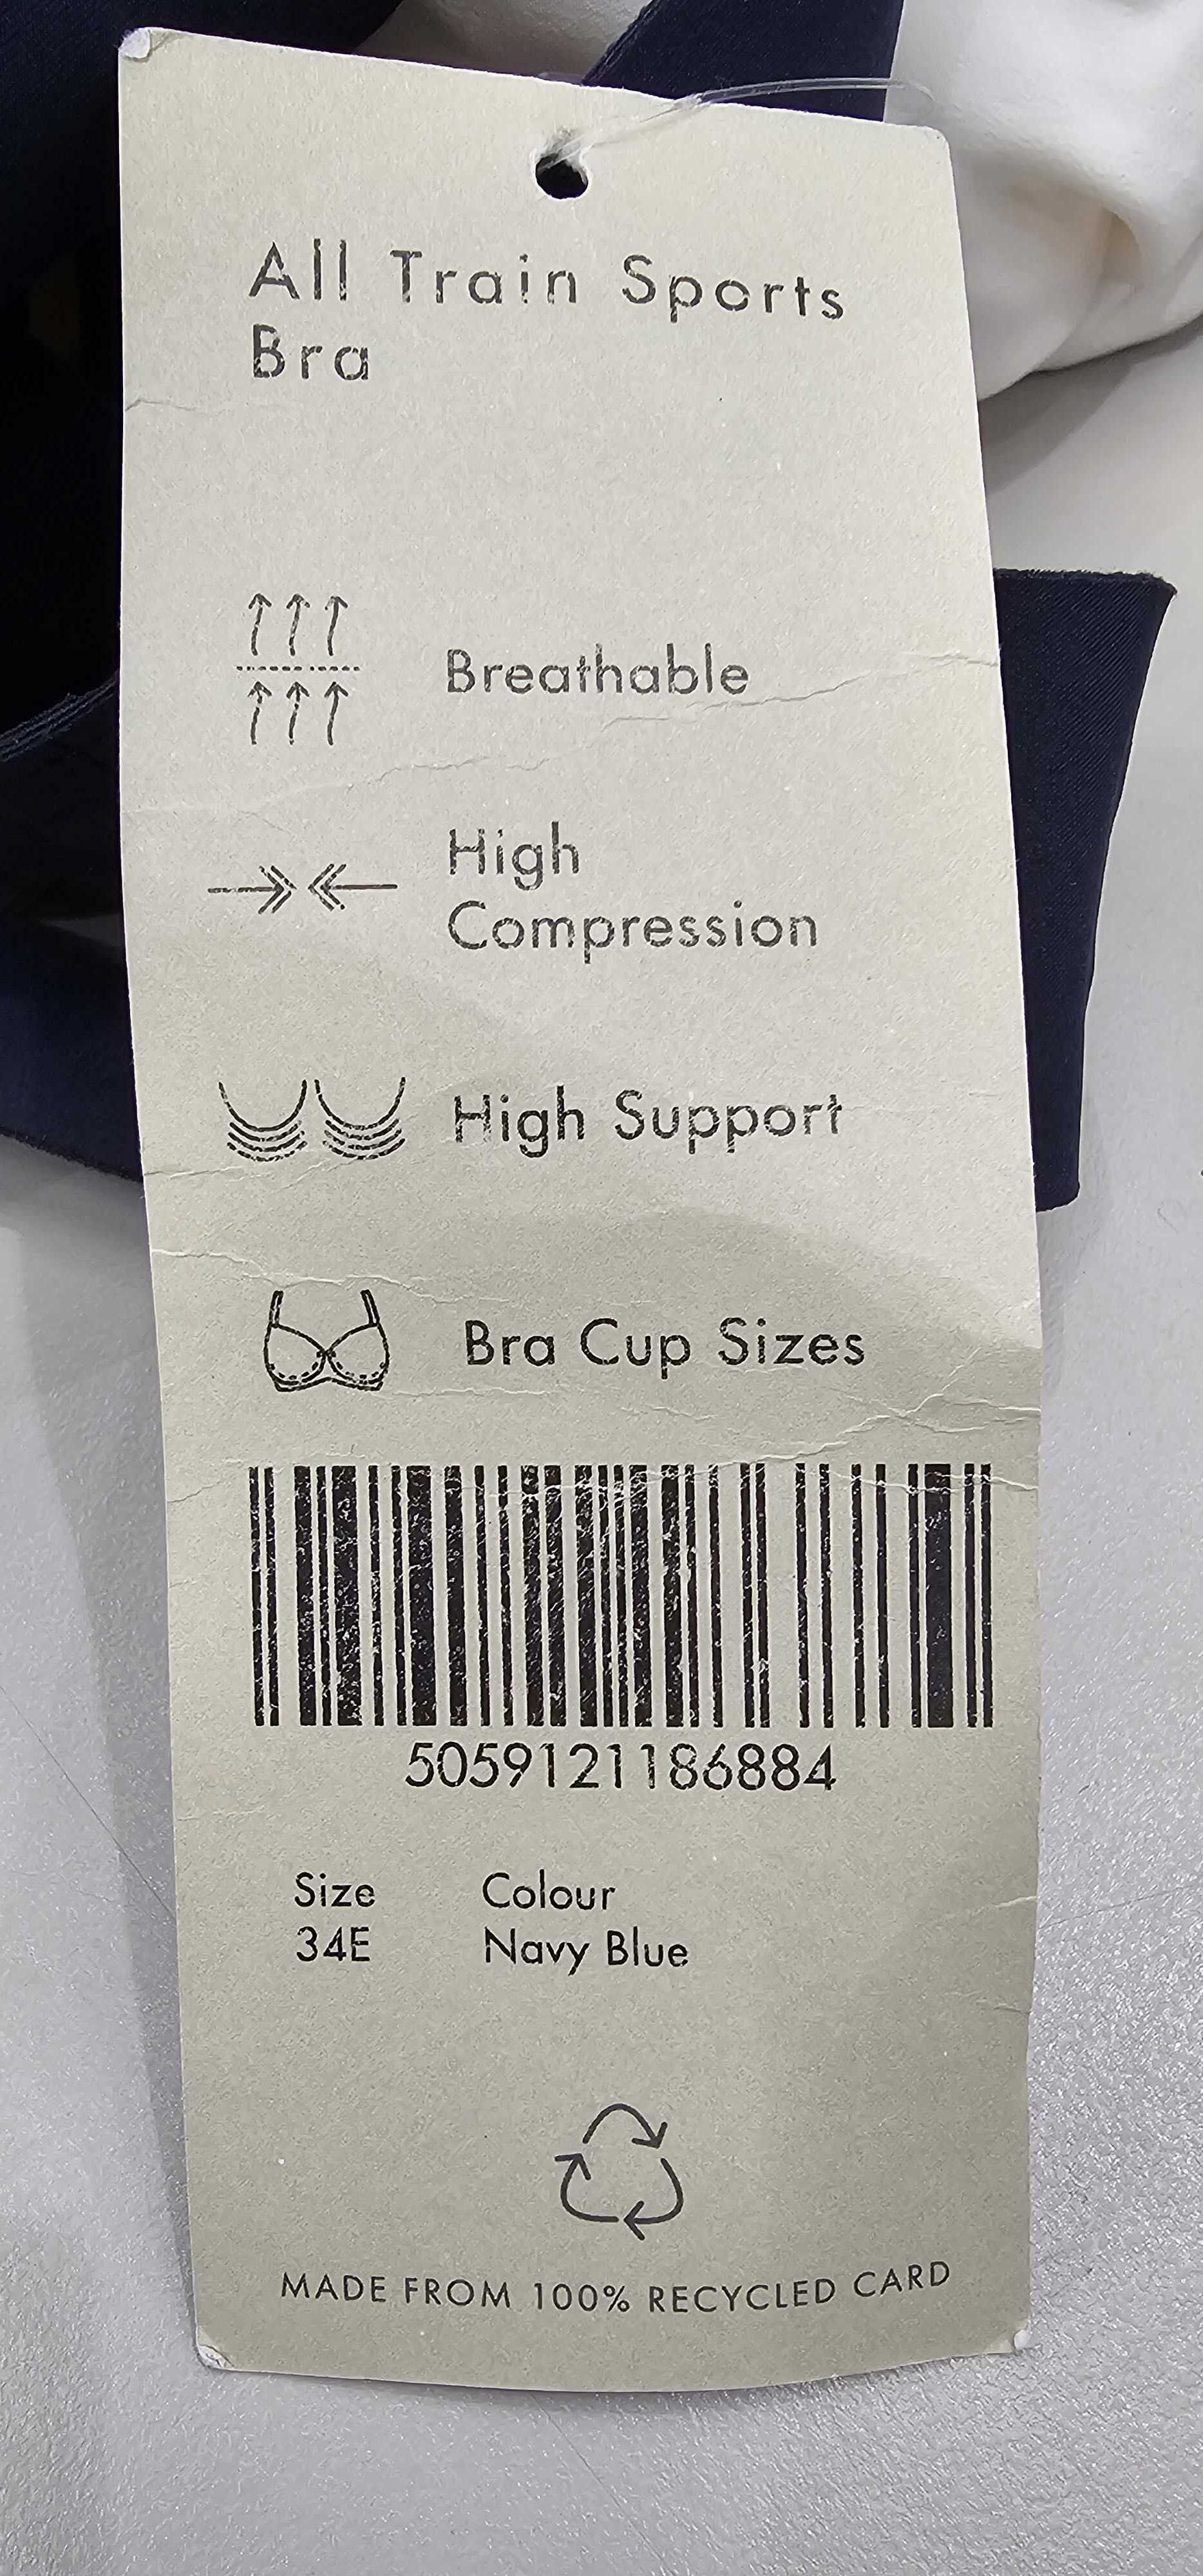 All Train Sports
Bra
Breathable
High
Compression
High Support
Bra Cup Sizes
5059121186884
Size Colour
34E Navy Blue
MADE FROM 100% RECYCLED CARD